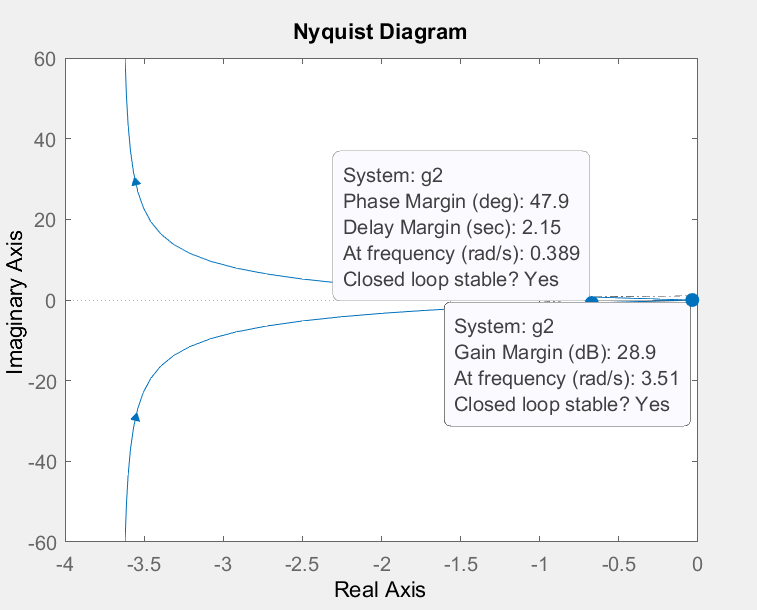 Nyquist Diagram
60
40
20
0
-20
-40
-60
Imaginary Axis
System: g2
Phase Margin (deg): 47.9
Delay Margin (sec): 2.15
At frequency (rad/s): 0.389
Closed loop stable? Yes
System: g2
Gain Margin (dB): 28.9
At frequency (rad/s): 3.51
Closed loop stable? Yes
-4 -3.5 -3 -2.5 -2 -1.5 -1 -0.5 0
Real Axis